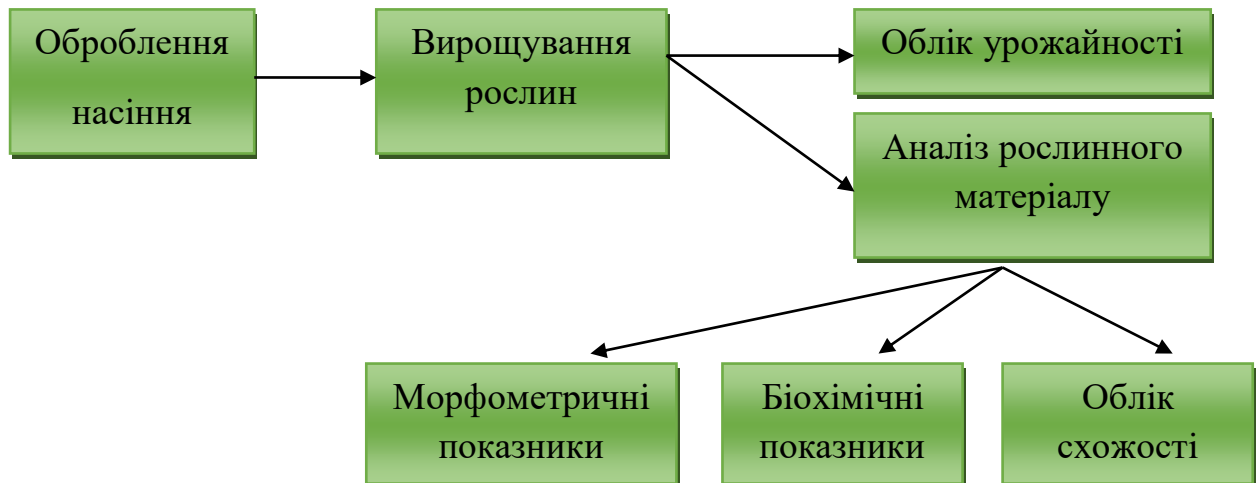 Оброблення
насіння
Вирощування
рослин
Облік урожайності
Аналіз рослинного
матеріалу
Морфометричні
показники
Біохімічні
показники
Облік
схожості